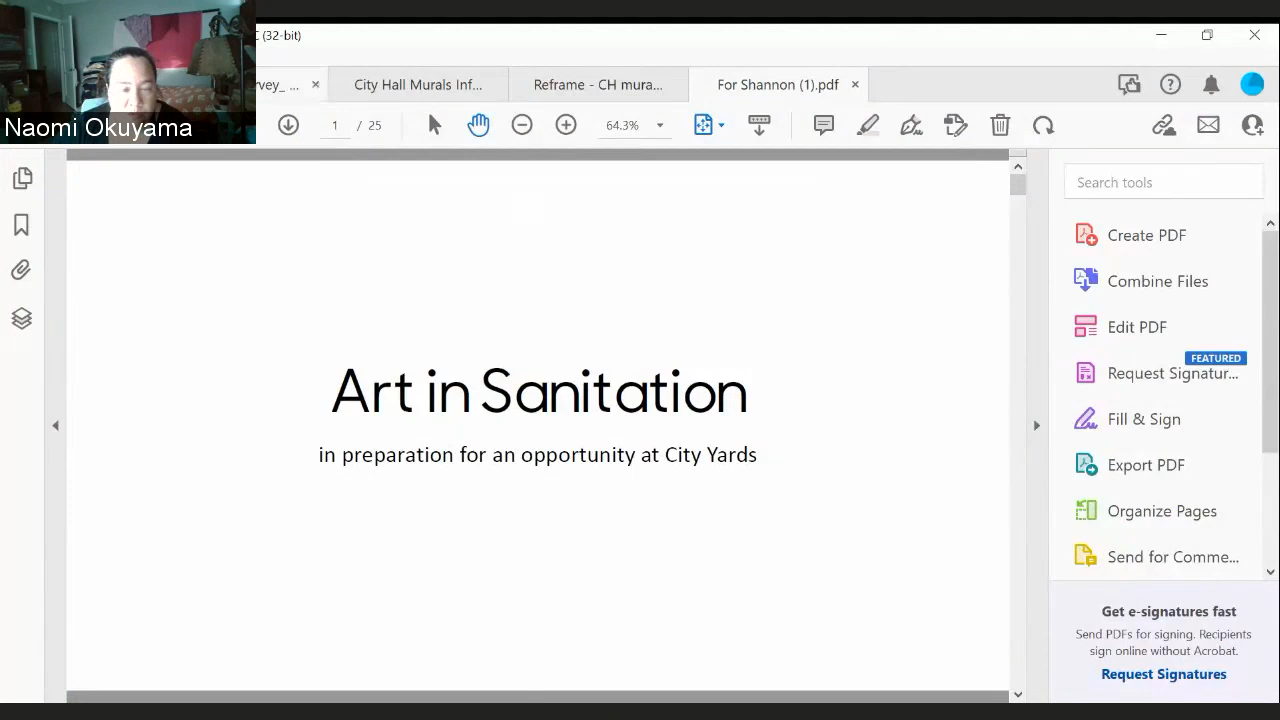 C (32-bit)
Naomi Okuyama
rvey_ ...
City Hall Murals Inf...
Reframe - CH mura...
For Shannon (1).pdf
1 / 25
64.3%
Search tools
Create PDF
Combine Files
Edit PDF
FEATURED
Request Signatur...
Fill & Sign
Export PDF
Organize Pages
Send for Comme...
Get e-signatures fast
Send PDFs for signing. Recipients
sign online without Acrobat.
Request Signatures
Art in Sanitation
in preparation for an opportunity at City Yards